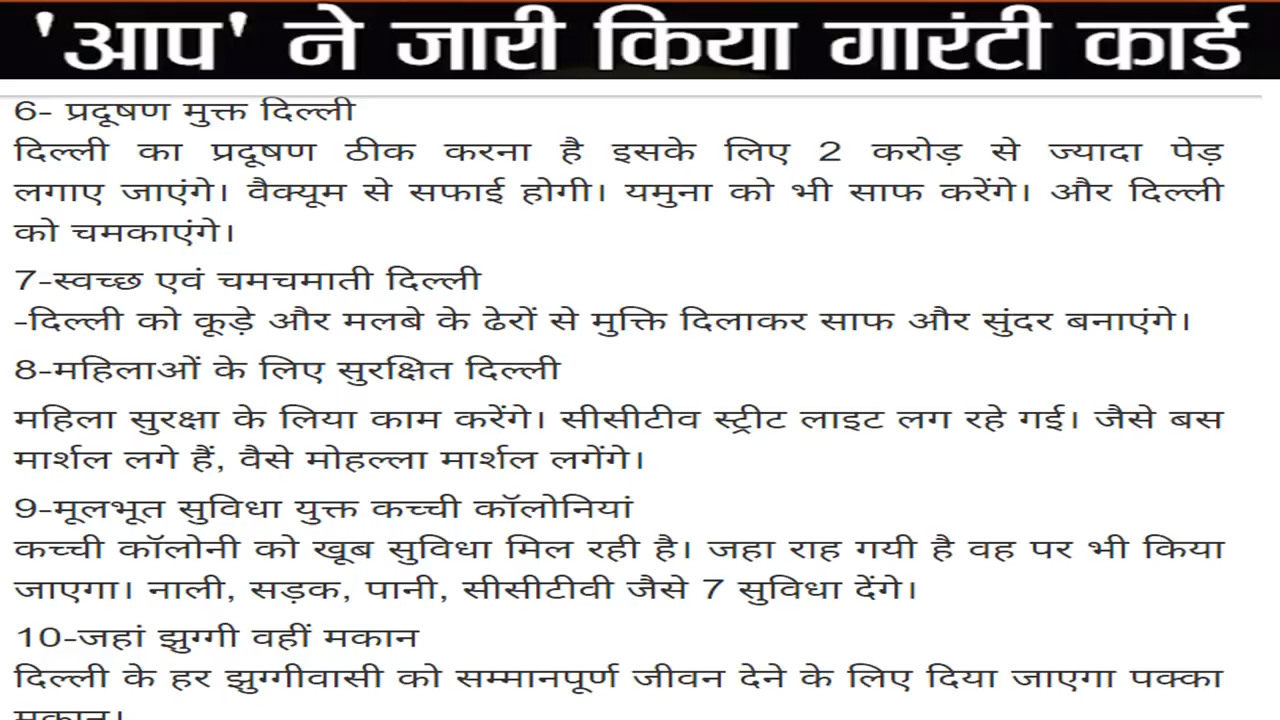 'आप' ने जारी किया गारंटी कार्ड
6- प्रदूषण मुक्त दिल्ली
दिल्ली का प्रदूषण ठीक करना है इसके लिए 2 करोड़ से ज्यादा पेड़
लगाए जाएंगे। वैक्यूम से सफाई होगी। यमुना को भी साफ करेंगे। और दिल्ली
को चमकाएंगे।
7-स्वच्छ एवं चमचमाती दिल्ली
-दिल्ली को कूड़े और मलबे के ढेरों से मुक्ति दिलाकर साफ और सुंदर बनाएंगे।
8-महिलाओं के लिए सुरक्षित दिल्ली
महिला सुरक्षा के लिया काम करेंगे। सीसीटीव स्ट्रीट लाइट लग रहे गई। जैसे बस
मार्शल लगे हैं, वैसे मोहल्ला मार्शल लगेंगे।
9-मूलभूत सुविधा युक्त कच्ची कॉलोनियां
कच्ची कॉलोनी को खूब सुविधा मिल रही है। जहा राह गयी है वह पर भी किया
जाएगा। नाली, सड़क, पानी, सीसीटीवी जैसे 7 सुविधा देंगे।
10-जहां झुग्गी वहीं मकान
दिल्ली के हर झुग्गीवासी को सम्मानपूर्ण जीवन देने के लिए दिया जाएगा पक्का
मकान।